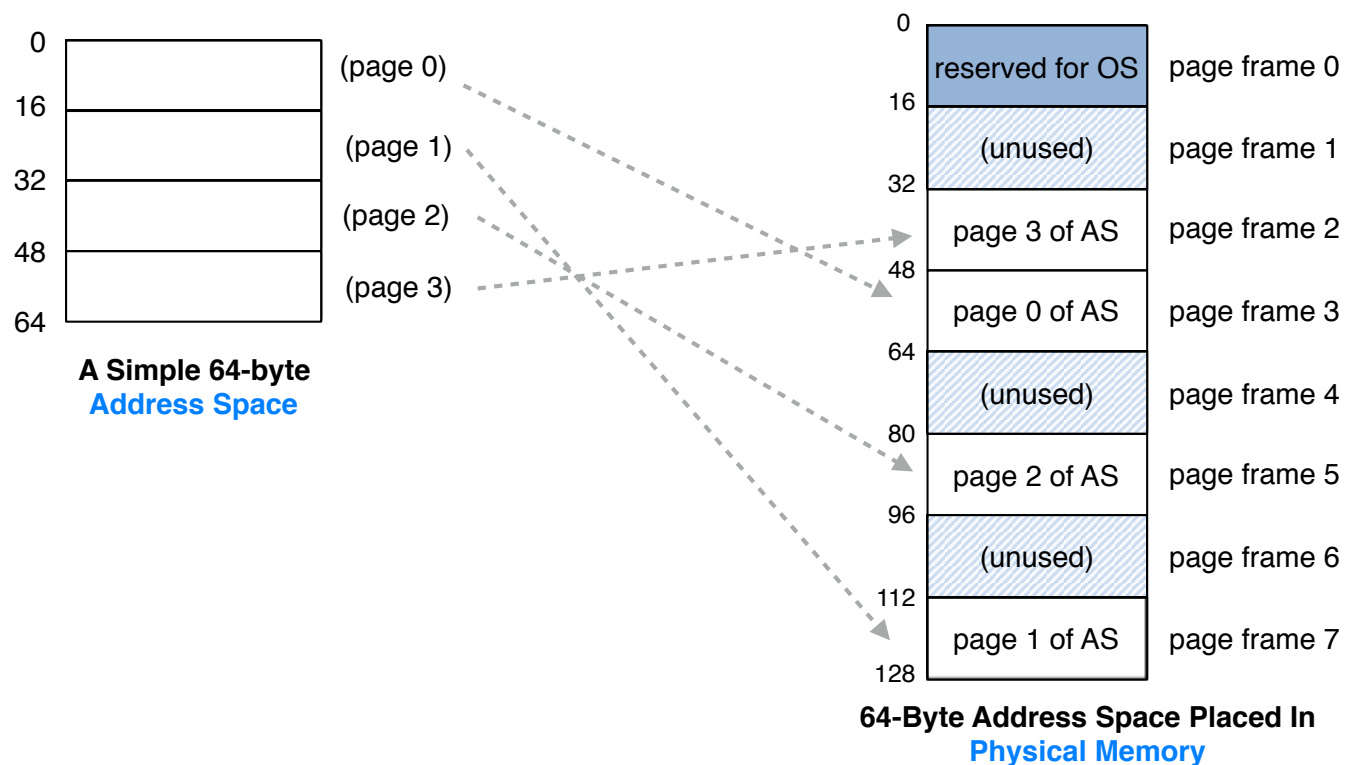 0
16
32
48
64
(page 0)
(page 1)
(page 2)
(page 3)
A Simple 64-byte
Address Space
0
reserved for OS page frame 0
16
(unused) page frame 1
32
page 3 of AS page frame 2
48
page 0 of AS page frame 3
64
(unused) page frame 4
80
page 2 of AS page frame 5
96
(unused) page frame 6
112
page 1 of AS page frame 7
128
64-Byte Address Space Placed In
Physical Memory